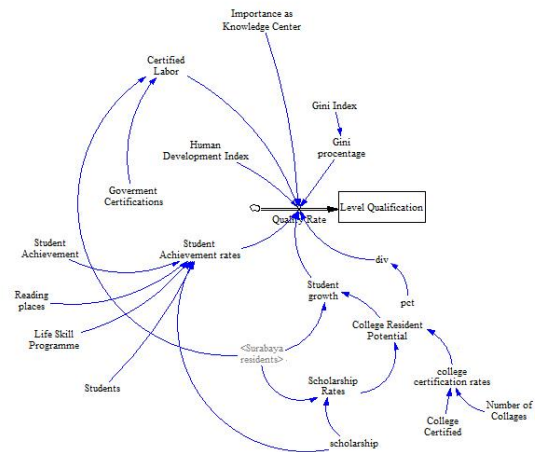 Importance as
Knowledge Center
Certified
Labor
Gini Index
Gini
procentage
Human
Development Index
Goverment
Certifications
Level Qualification
Quality Rate
Student
Achievement
Student
Achievement rates
div
Student
growth
pct
Reading
places
Life Skill
Programme
College Resident
Potential
<Surabaya
residents>
Students
Scholarship
Rates
college
certification rates
College
Certified
Number of
Collages
scholarship